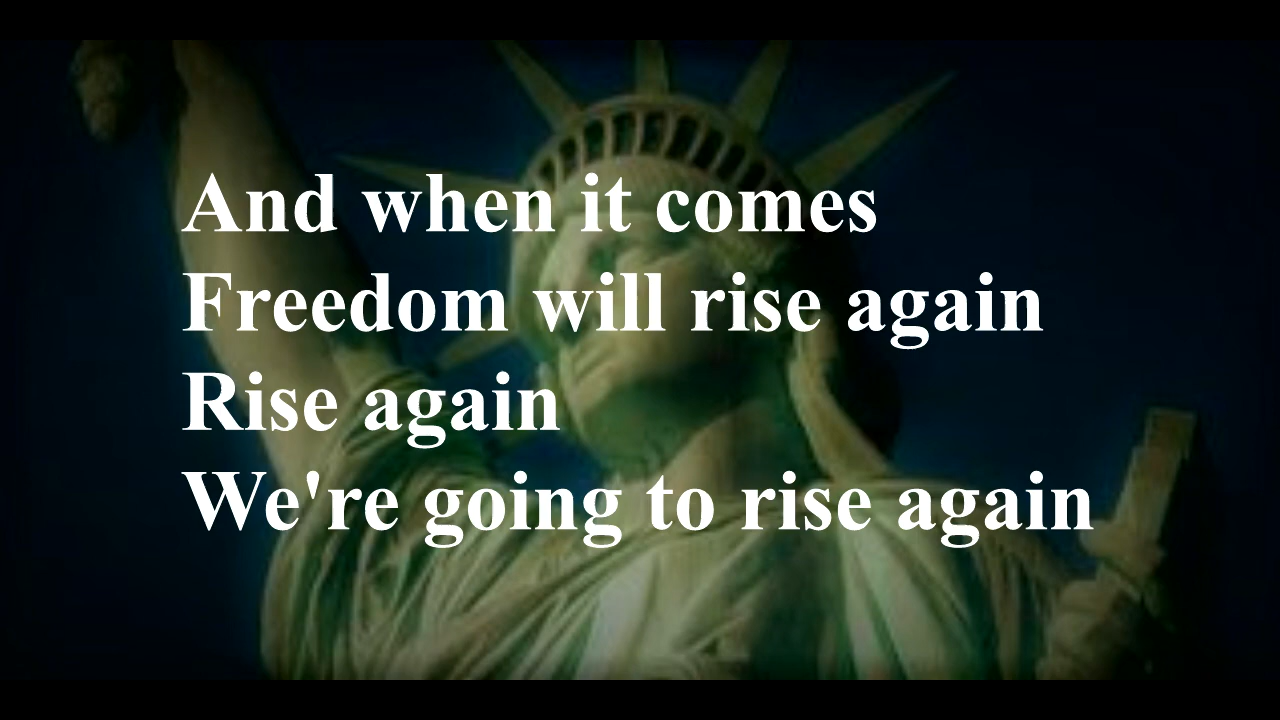 And when it comes
Freedom will rise again
Rise again
We're going to rise again